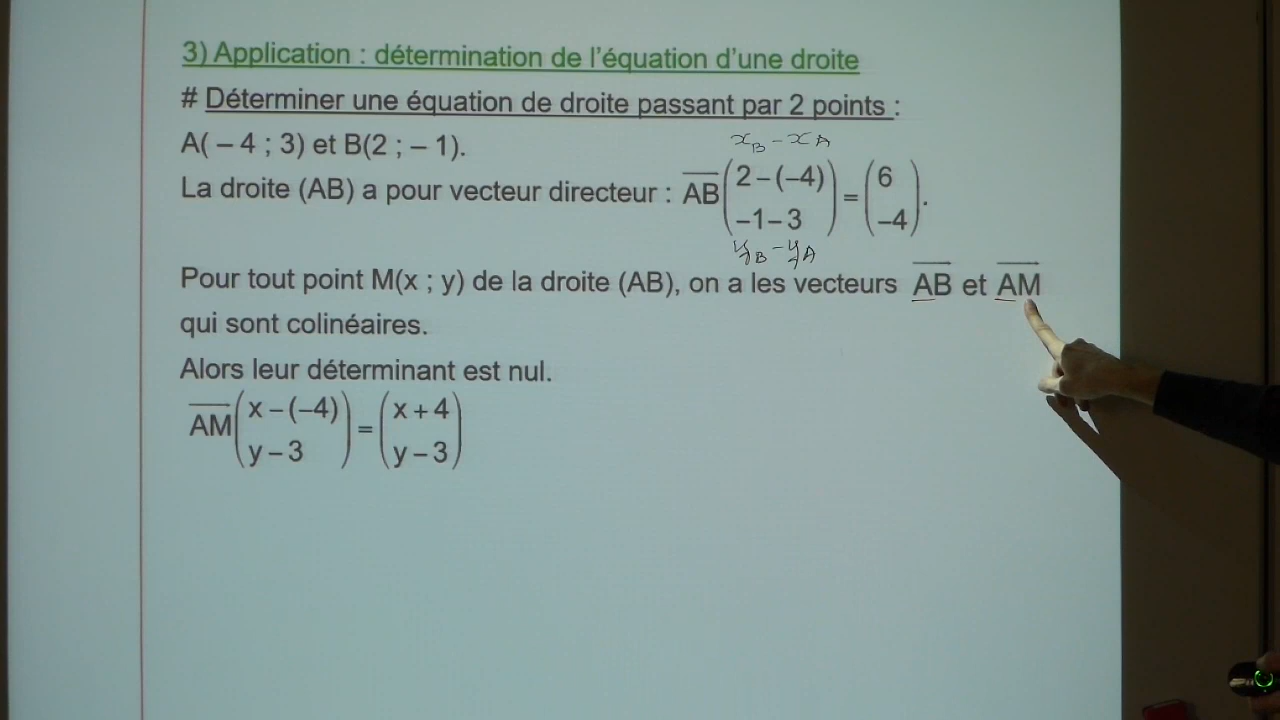 3) Application : détermination de l'équation d'une droite
# Déterminer une équation de droite passant par 2 points :
A( – 4 ; 3) et B(2 ; – 1).
x_B – x_A
La droite (AB) a pour vecteur directeur : AB (2 – (–4) ; –1 – 3) = (6 ; –4).
y_B – y_A
Pour tout point M(x ; y) de la droite (AB), on a les vecteurs AB et AM
qui sont colinéaires.
Alors leur déterminant est nul.
AM (x – (–4) ; y – 3) = (x + 4 ; y – 3)